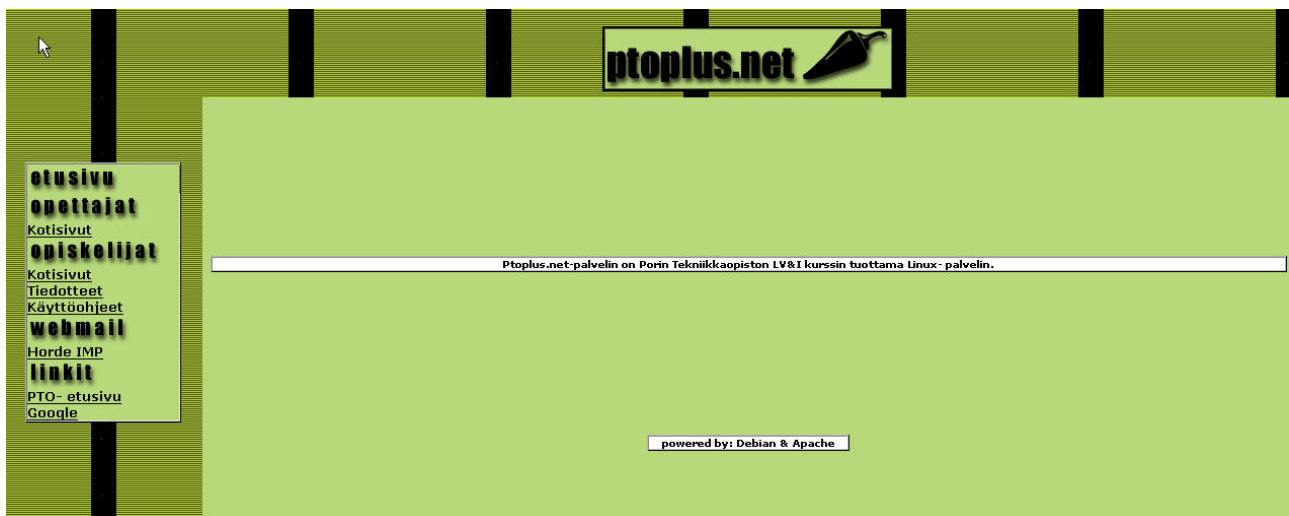 ptoplus.net
etusivu
opettajat
Kotisivut
opiskelijat
Kotisivut
Tiedotteet
Käyttöohjeet
webmail
Horde IMP
linkit
PTO- etusivu
Google
Ptoplus.net-palvelin on Porin Tekniikkaopiston LV&I kurssin tuottama Linux- palvelin.
powered by: Debian & Apache